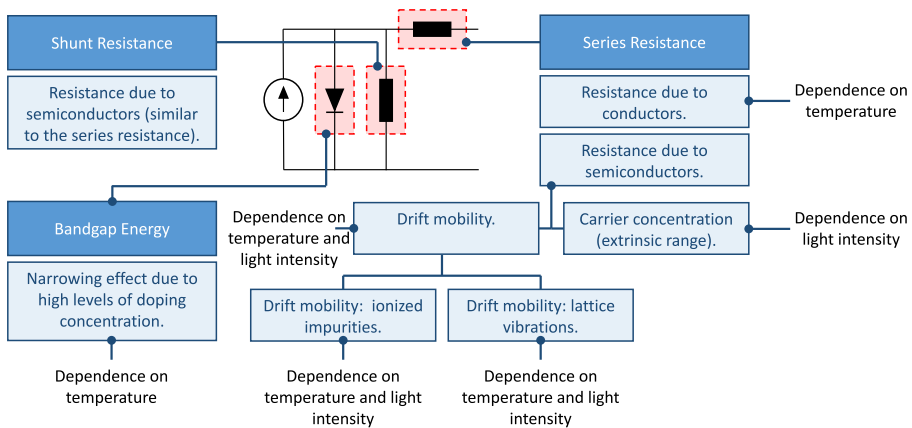 Shunt Resistance
Resistance due to
semiconductors (similar
to the series resistance).
Series Resistance
Resistance due to
conductors.
Dependence on
temperature
Resistance due to
semiconductors.
Drift mobility.
Carrier concentration
(extrinsic range).
Dependence on
light intensity
Dependence on
temperature and
light intensity
Bandgap Energy
Narrowing effect due to
high levels of doping
concentration.
Dependence on
temperature
Drift mobility:  ionized
impurities.
Dependence on
temperature and light
intensity
Drift mobility: lattice
vibrations.
Dependence on
temperature and light
intensity